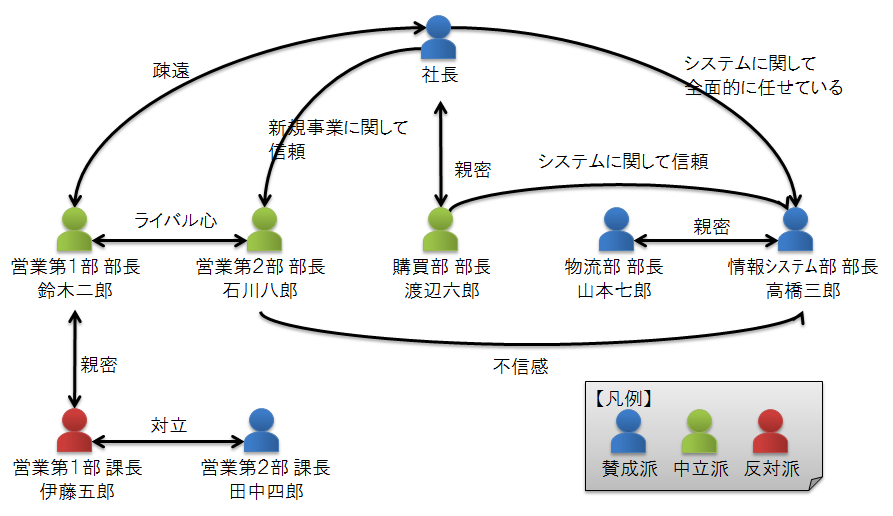 社長
疎遠
システムに関して
全面的に任せている
新規事業に関して
信頼
親密
システムに関して信頼
ライバル心
親密
営業第1部 部長
鈴木二郎
営業第2部 部長
石川八郎
購買部 部長
渡辺六郎
物流部 部長
山本七郎
情報システム部 部長
高橋三郎
親密
不信感
対立
営業第1部 課長
伊藤五郎
営業第2部 課長
田中四郎
【凡例】
賛成派
中立派
反対派